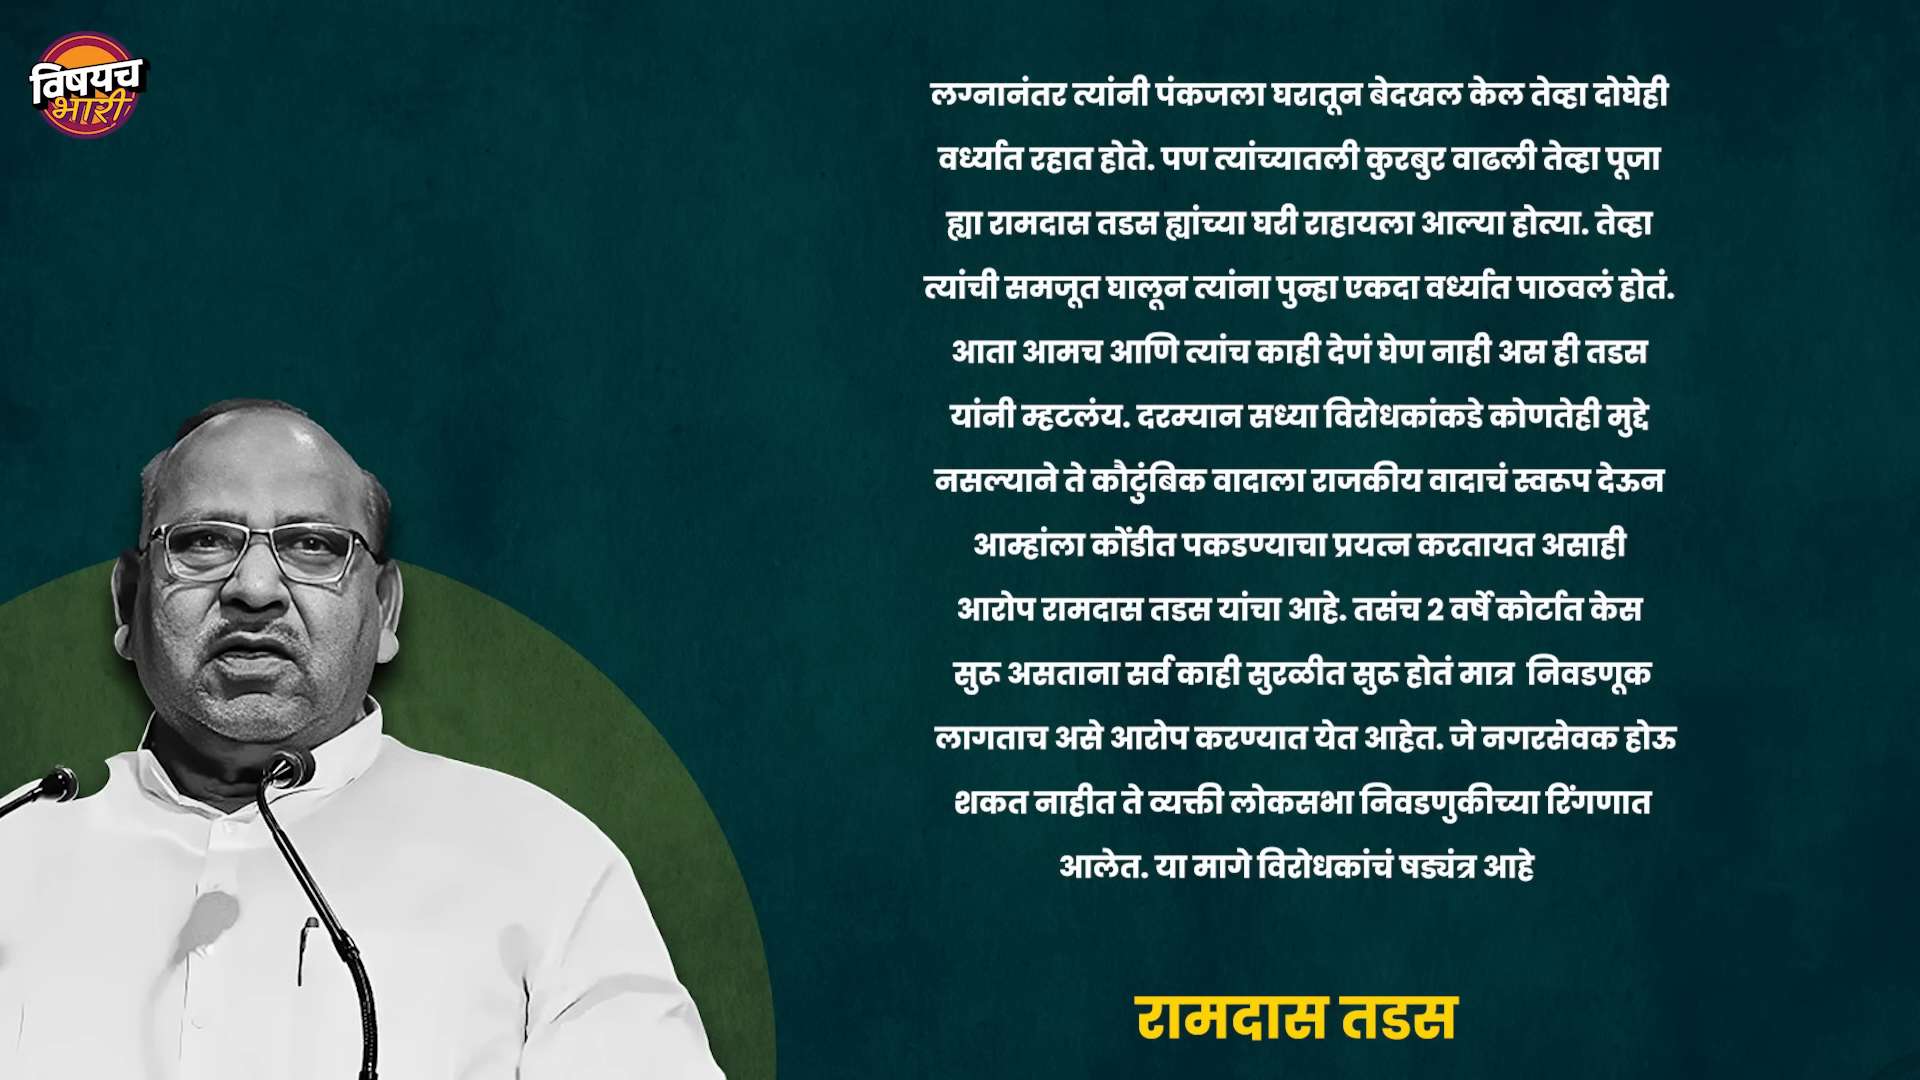 विषयच
भारी
लग्नानंतर त्यांनी पंकजला घरातून बेदखल केल तेव्हा दोघेही
वर्ध्यात रहात होते. पण त्यांच्यातली कुरबुर वाढली तेव्हा पूजा
ह्या रामदास तडस ह्यांच्या घरी राहायला आल्या होत्या. तेव्हा
त्यांची समजूत घालून त्यांना पुन्हा एकदा वर्ध्यात पाठवलं होतं.
आता आमच आणि त्यांच काही देणं घेण नाही अस ही तडस
यांनी म्हटलंय. दरम्यान सध्या विरोधकांकडे कोणतेही मुद्दे
नसल्याने ते कौटुंबिक वादाला राजकीय वादाचं स्वरूप देऊन
आम्हांला कोंडीत पकडण्याचा प्रयत्न करतायत असाही
आरोप रामदास तडस यांचा आहे. तसंच 2 वर्षे कोर्टात केस
सुरू असताना सर्व काही सुरळीत सुरू होतं मात्र निवडणूक
लागताच असे आरोप करण्यात येत आहेत. जे नगरसेवक होऊ
शकत नाहीत ते व्यक्ती लोकसभा निवडणुकीच्या रिंगणात
आलेत. या मागे विरोधकांचं षड्यंत्र आहे
रामदास तडस